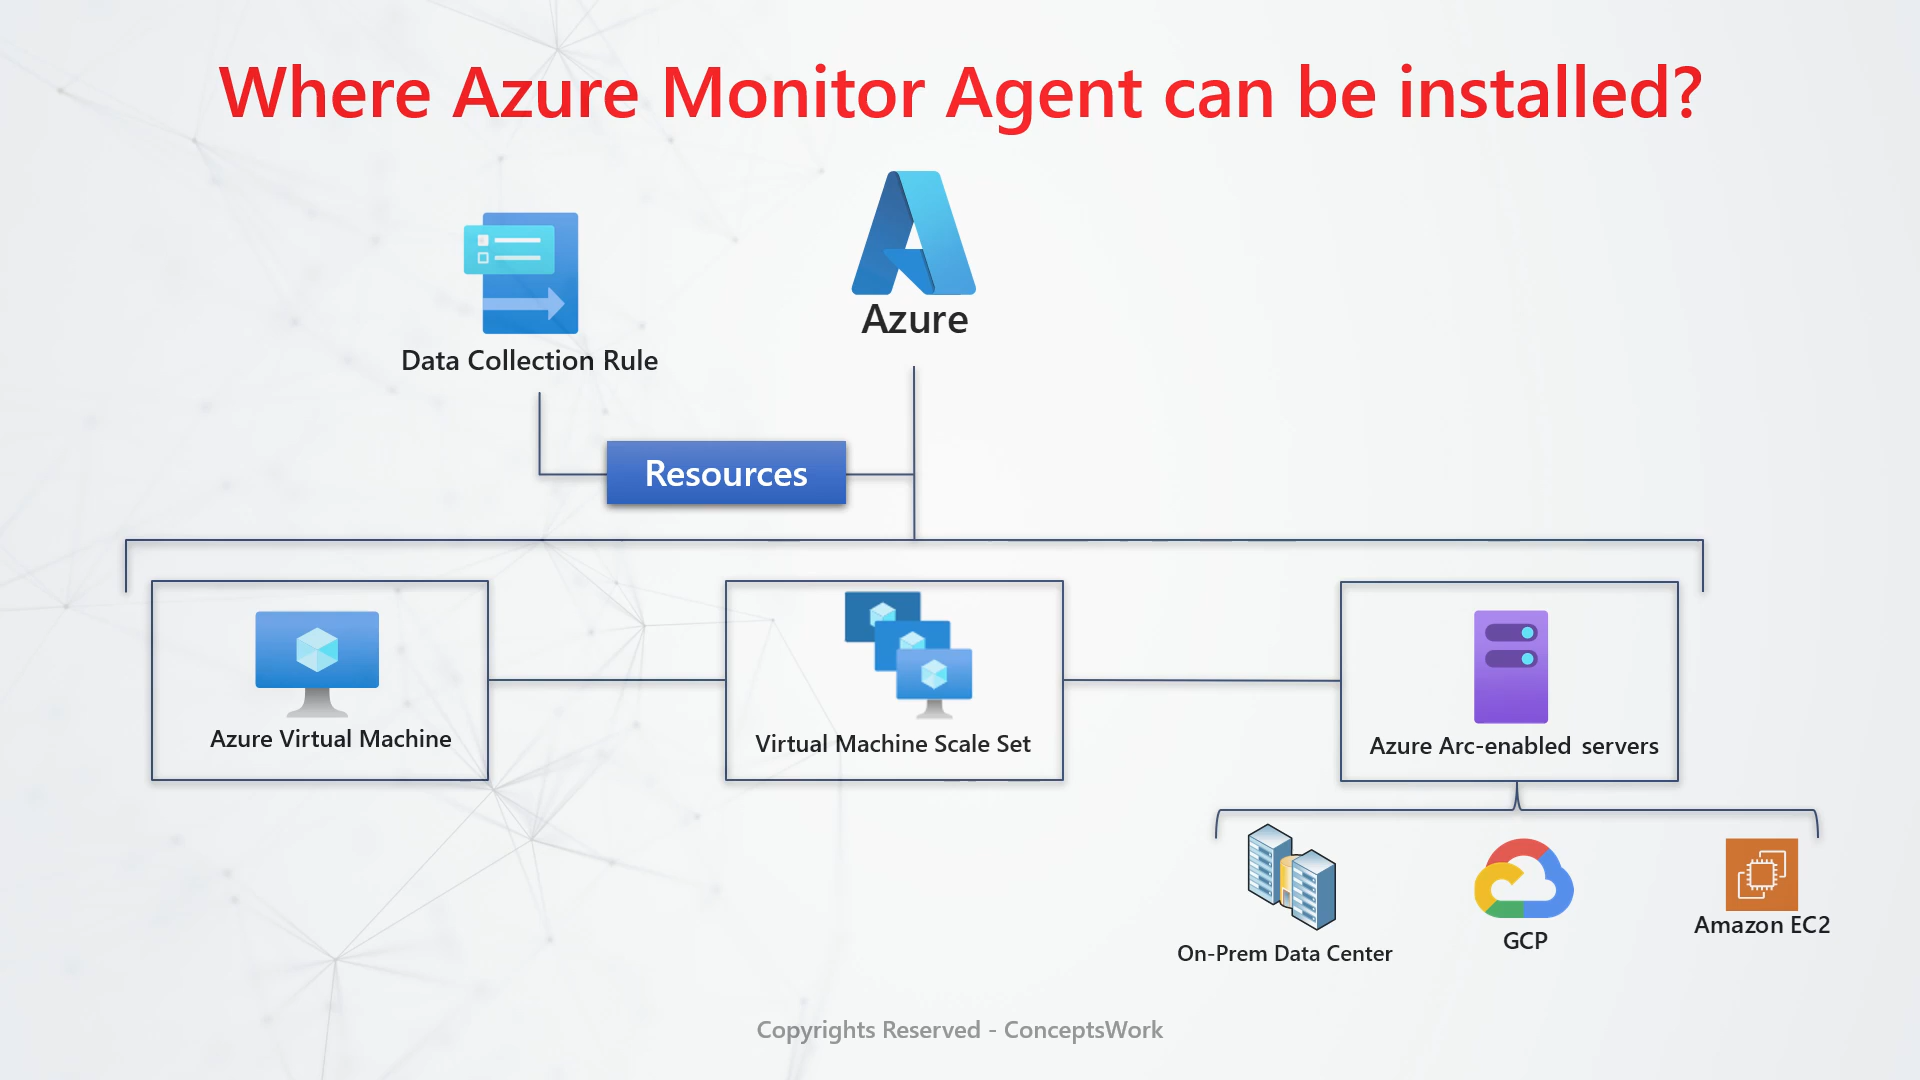 Where Azure Monitor Agent can be installed?
Azure
Data Collection Rule
Resources
Azure Virtual Machine
Virtual Machine Scale Set
Azure Arc-enabled servers
On-Prem Data Center
GCP
Amazon EC2
Copyrights Reserved - ConceptsWork